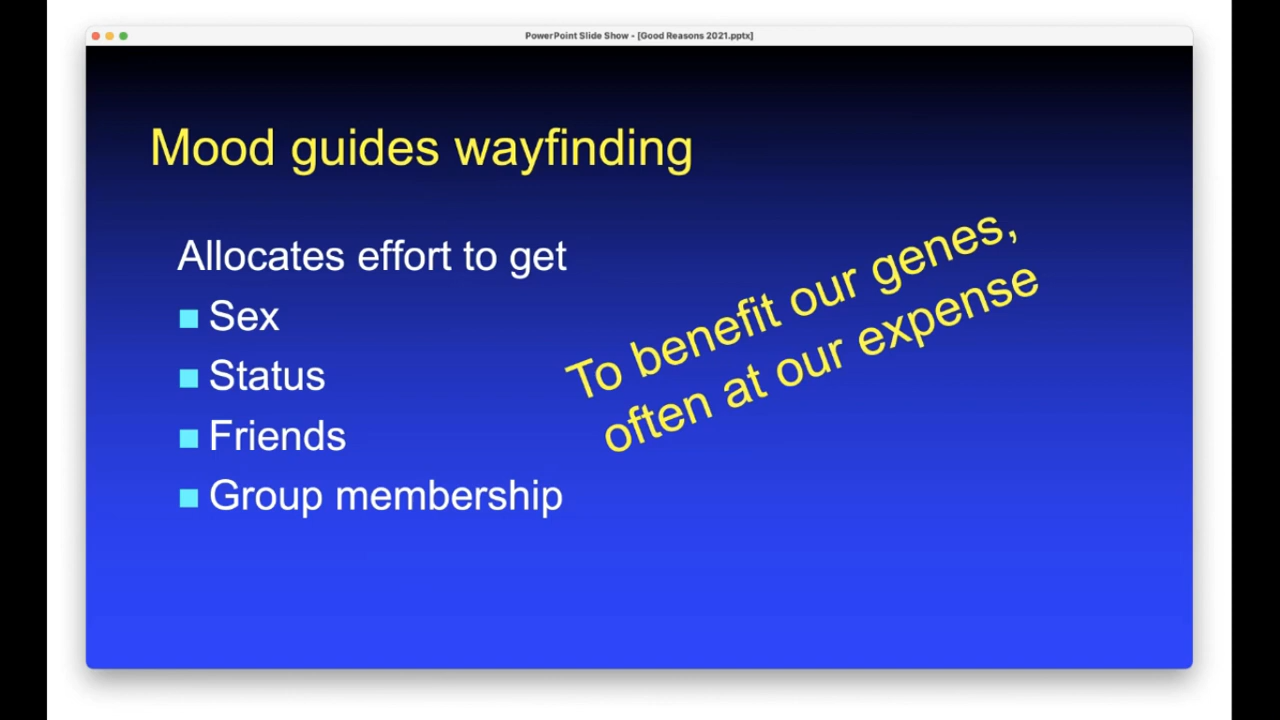 PowerPoint Slide Show - [Good Reasons 2021.pptx]
Mood guides wayfinding
Allocates effort to get
Sex
Status
Friends
Group membership
To benefit our genes,
often at our expense